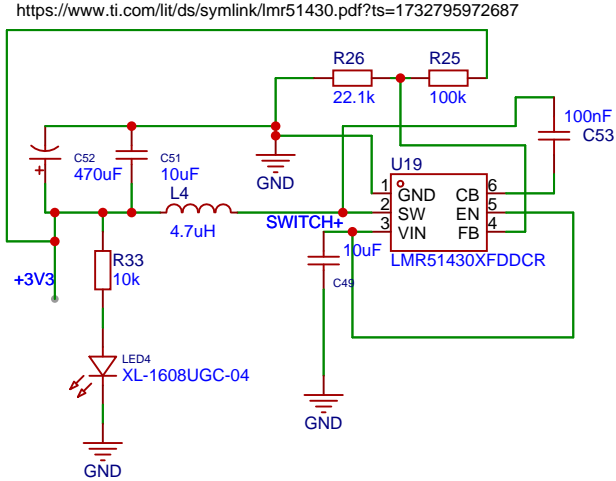 https://www.ti.com/lit/ds/symlink/lmr51430.pdf?ts=1732795972687
R26
R25
22.1k
100k
100nF
C53
C52
470uF
C51
10uF
GND
U19
1
GND
CB
6
2
SW
EN
5
3
VIN
FB
4
LMR51430XFDDCR
L4
4.7uH
SWITCH+
10uF
C49
R33
10k
+3V3
LED4
XL-1608UGC-04
GND
GND